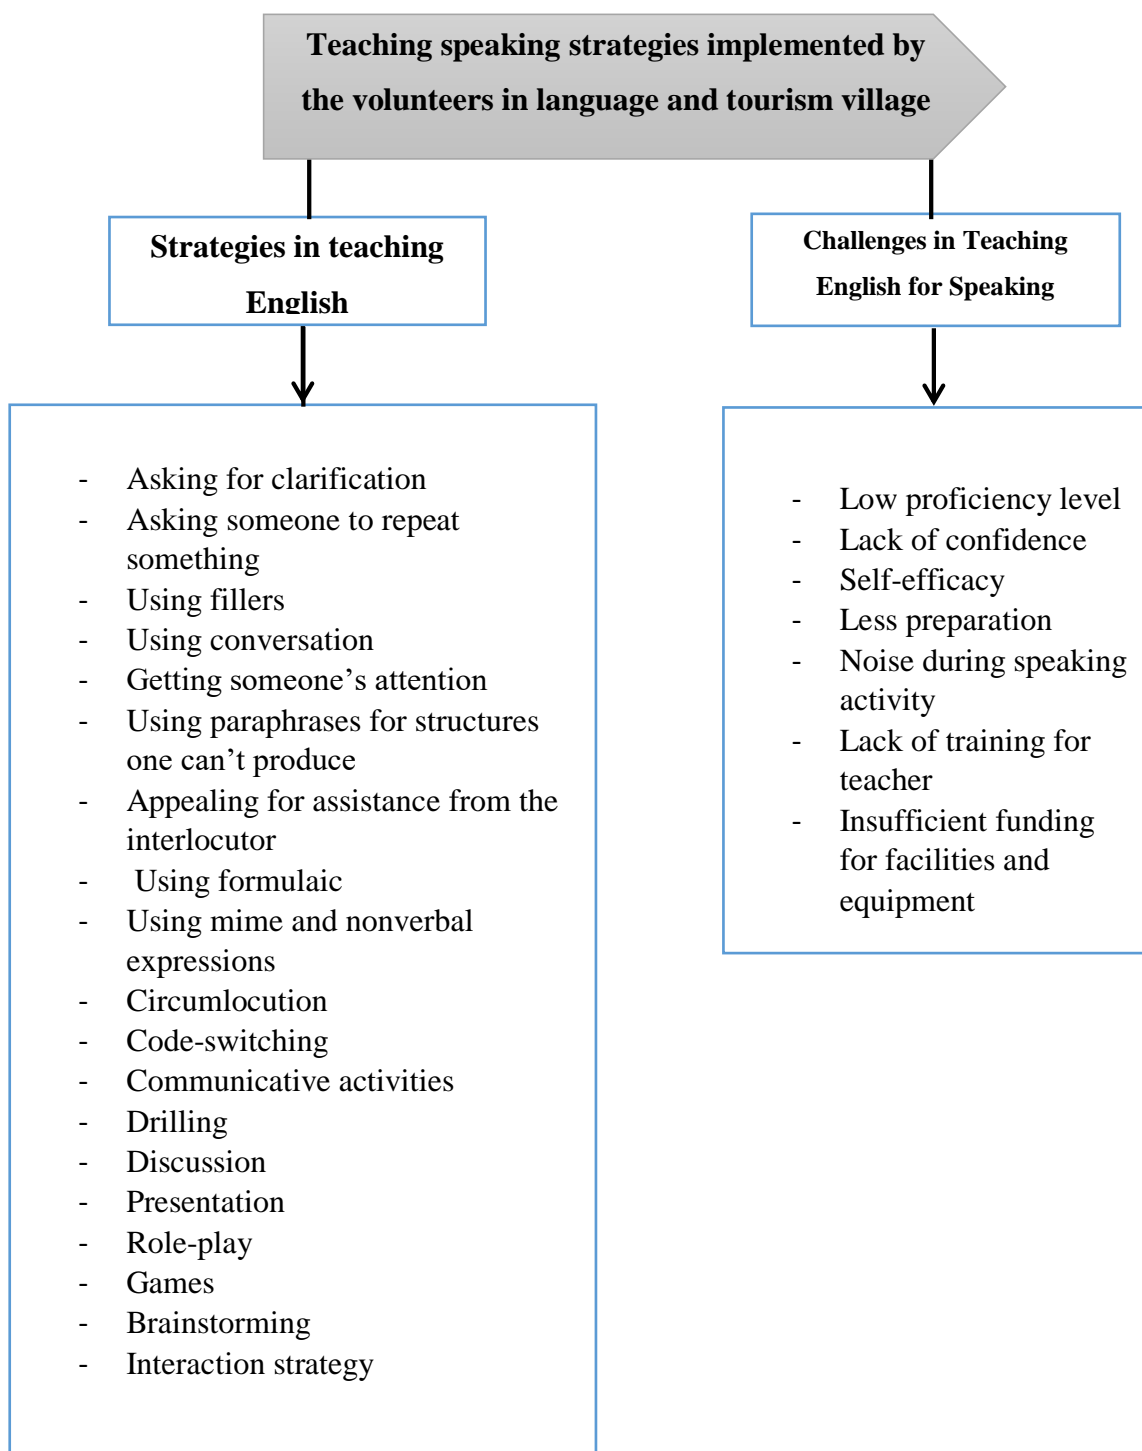 Teaching speaking strategies implemented by
the volunteers in language and tourism village
Strategies in teaching
English
- Asking for clarification
- Asking someone to repeat
something
- Using fillers
- Using conversation
- Getting someone’s attention
- Using paraphrases for structures
one can’t produce
- Appealing for assistance from the
interlocutor
- Using formulaic
- Using mime and nonverbal
expressions
- Circumlocution
- Code-switching
- Communicative activities
- Drilling
- Discussion
- Presentation
- Role-play
- Games
- Brainstorming
- Interaction strategy
Challenges in Teaching
English for Speaking
- Low proficiency level
- Lack of confidence
- Self-efficacy
- Less preparation
- Noise during speaking
activity
- Lack of training for
teacher
- Insufficient funding
for facilities and
equipment